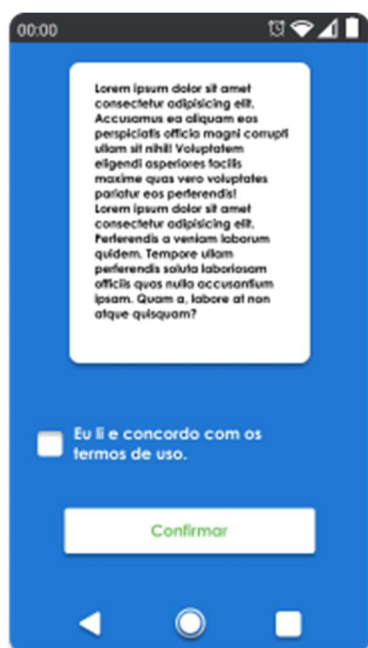 00:00
Lorem ipsum dolor sit amet
consectetur adipisicing elit.
Accusamus ea aliquam eos
perspiciatis officia magni corrupti
ullam sit nihil! Voluptatem
eligendi asperiores facilis
maxime quas vero voluptates
pariatur eos perferendis!
Lorem ipsum dolor sit amet
consectetur adipisicing elit.
Perferendis a veniam laborum
quidem. Tempore ullam
perferendis soluta laboriosam
officiis quas nulla accusantium
ipsam. Quam a, labore at non
atque quisquam?
Eu li e concordo com os
termos de uso.
Confirmar